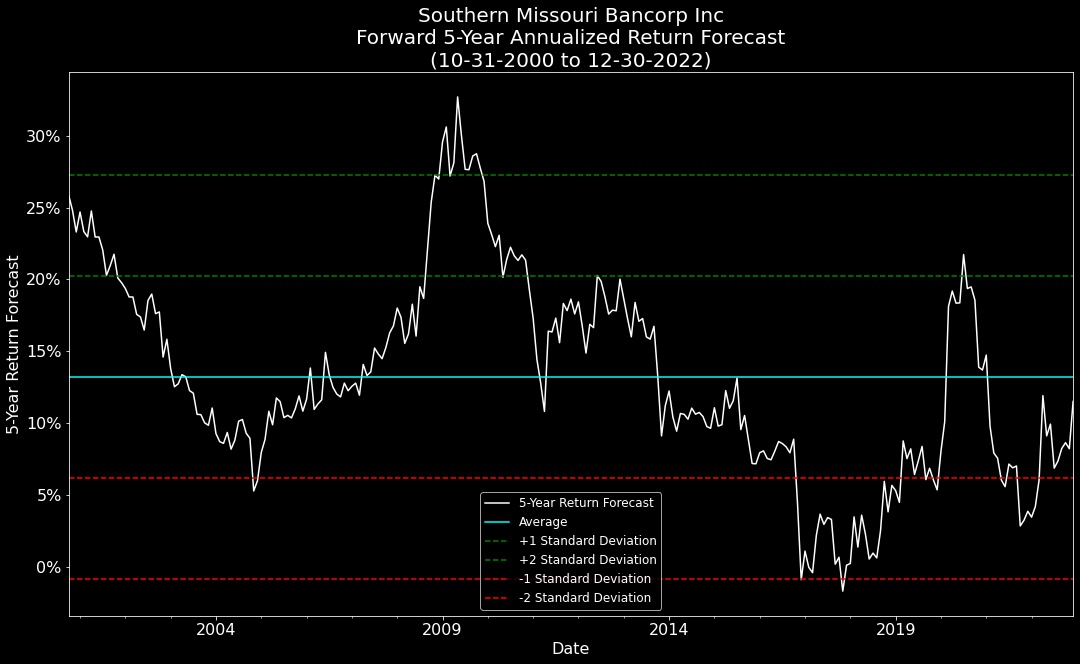 Southern Missouri Bancorp Inc
Forward 5-Year Annualized Return Forecast
(10-31-2000 to 12-30-2022)
5-Year Return Forecast
30%
25%
20%
15%
10%
5%
0%
5-Year Return Forecast
Average
+1 Standard Deviation
+2 Standard Deviation
-1 Standard Deviation
-2 Standard Deviation
2004
2009
2014
2019
Date